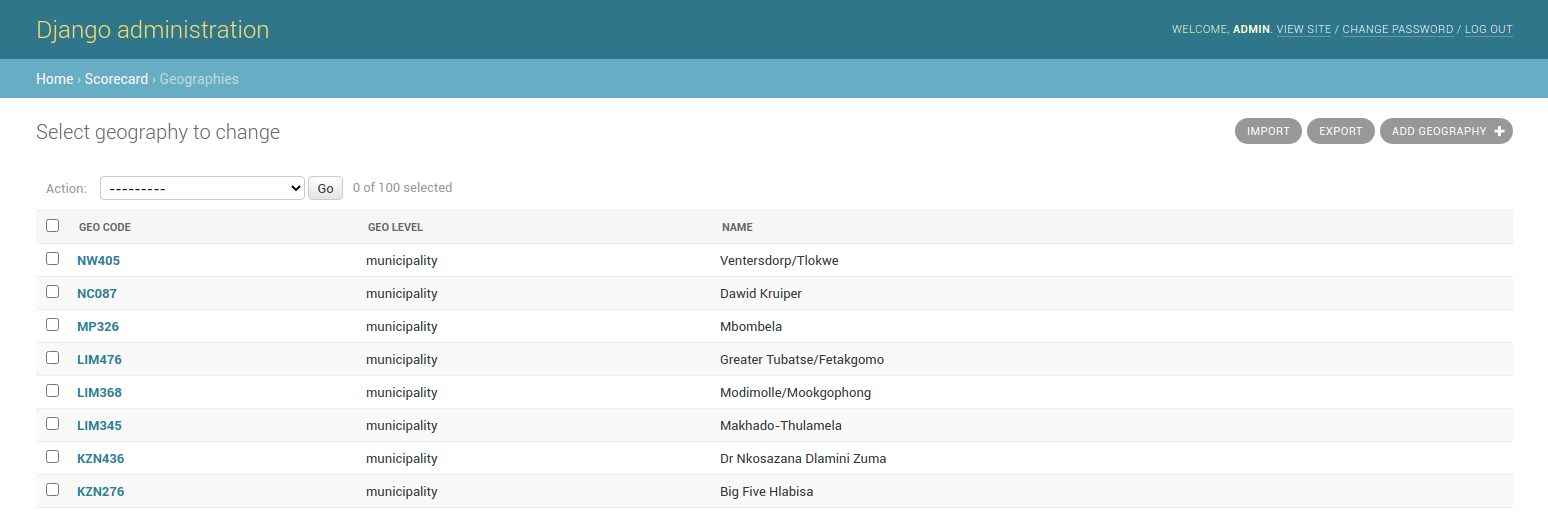 Django administration
WELCOME, ADMIN. VIEW SITE / CHANGE PASSWORD / LOG OUT
Home › Scorecard › Geographies
Select geography to change
IMPORT EXPORT ADD GEOGRAPHY +
Action: --------- Go 0 of 100 selected
GEO CODE GEO LEVEL NAME
NW405 municipality Ventersdorp/Tlokwe
NC087 municipality Dawid Kruiper
MP326 municipality Mbombela
LIM476 municipality Greater Tubatse/Fetakgomo
LIM368 municipality Modimolle/Mookgophong
LIM345 municipality Makhado-Thulamela
KZN436 municipality Dr Nkosazana Dlamini Zuma
KZN276 municipality Big Five Hlabisa